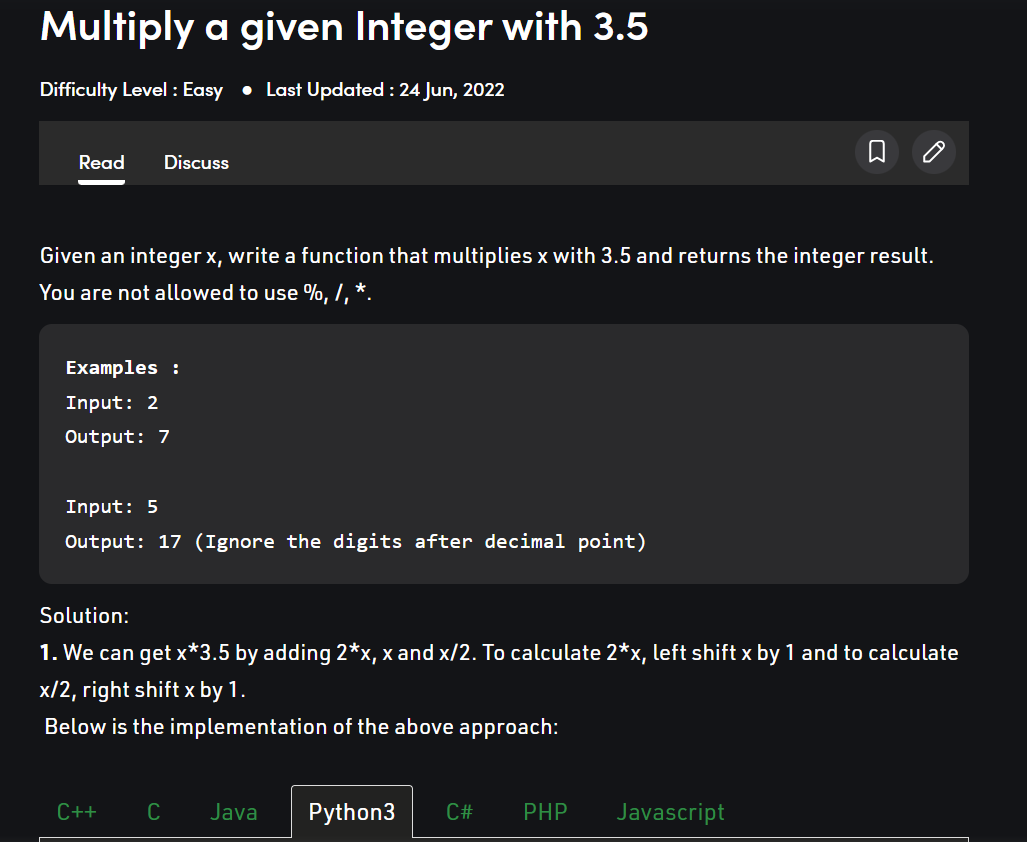 Multiply a given Integer with 3.5
Difficulty Level : Easy ● Last Updated : 24 Jun, 2022
Read Discuss
Given an integer x, write a function that multiplies x with 3.5 and returns the integer result.
You are not allowed to use %, /, *.
Examples :
Input: 2
Output: 7
Input: 5
Output: 17 (Ignore the digits after decimal point)
Solution:
1. We can get x*3.5 by adding 2*x, x and x/2. To calculate 2*x, left shift x by 1 and to calculate
x/2, right shift x by 1.
Below is the implementation of the above approach:
C++ C Java Python3 C# PHP Javascript